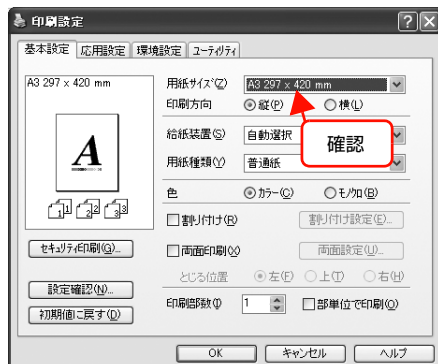 印刷設定
基本設定 応用設定 環境設定 ユーティリティ
A3 297 x 420 mm
用紙サイズ(Z) A3 297 x 420 mm
印刷方向 縦(P) 横(L)
給紙装置(S) 自動選択
確認
用紙種類(Y) 普通紙
A
色 カラー(C) モノクロ(B)
1 1 2 2 3 3
割り付け(R) 割り付け設定(E)...
セキュリティ印刷(G)...
両面印刷(X) 両面設定(U)...
とじる位置 左(F) 上(T) 右(H)
設定確認(N)...
印刷部数(I) 1 部単位で印刷(O)
初期値に戻す(D)
OK キャンセル ヘルプ